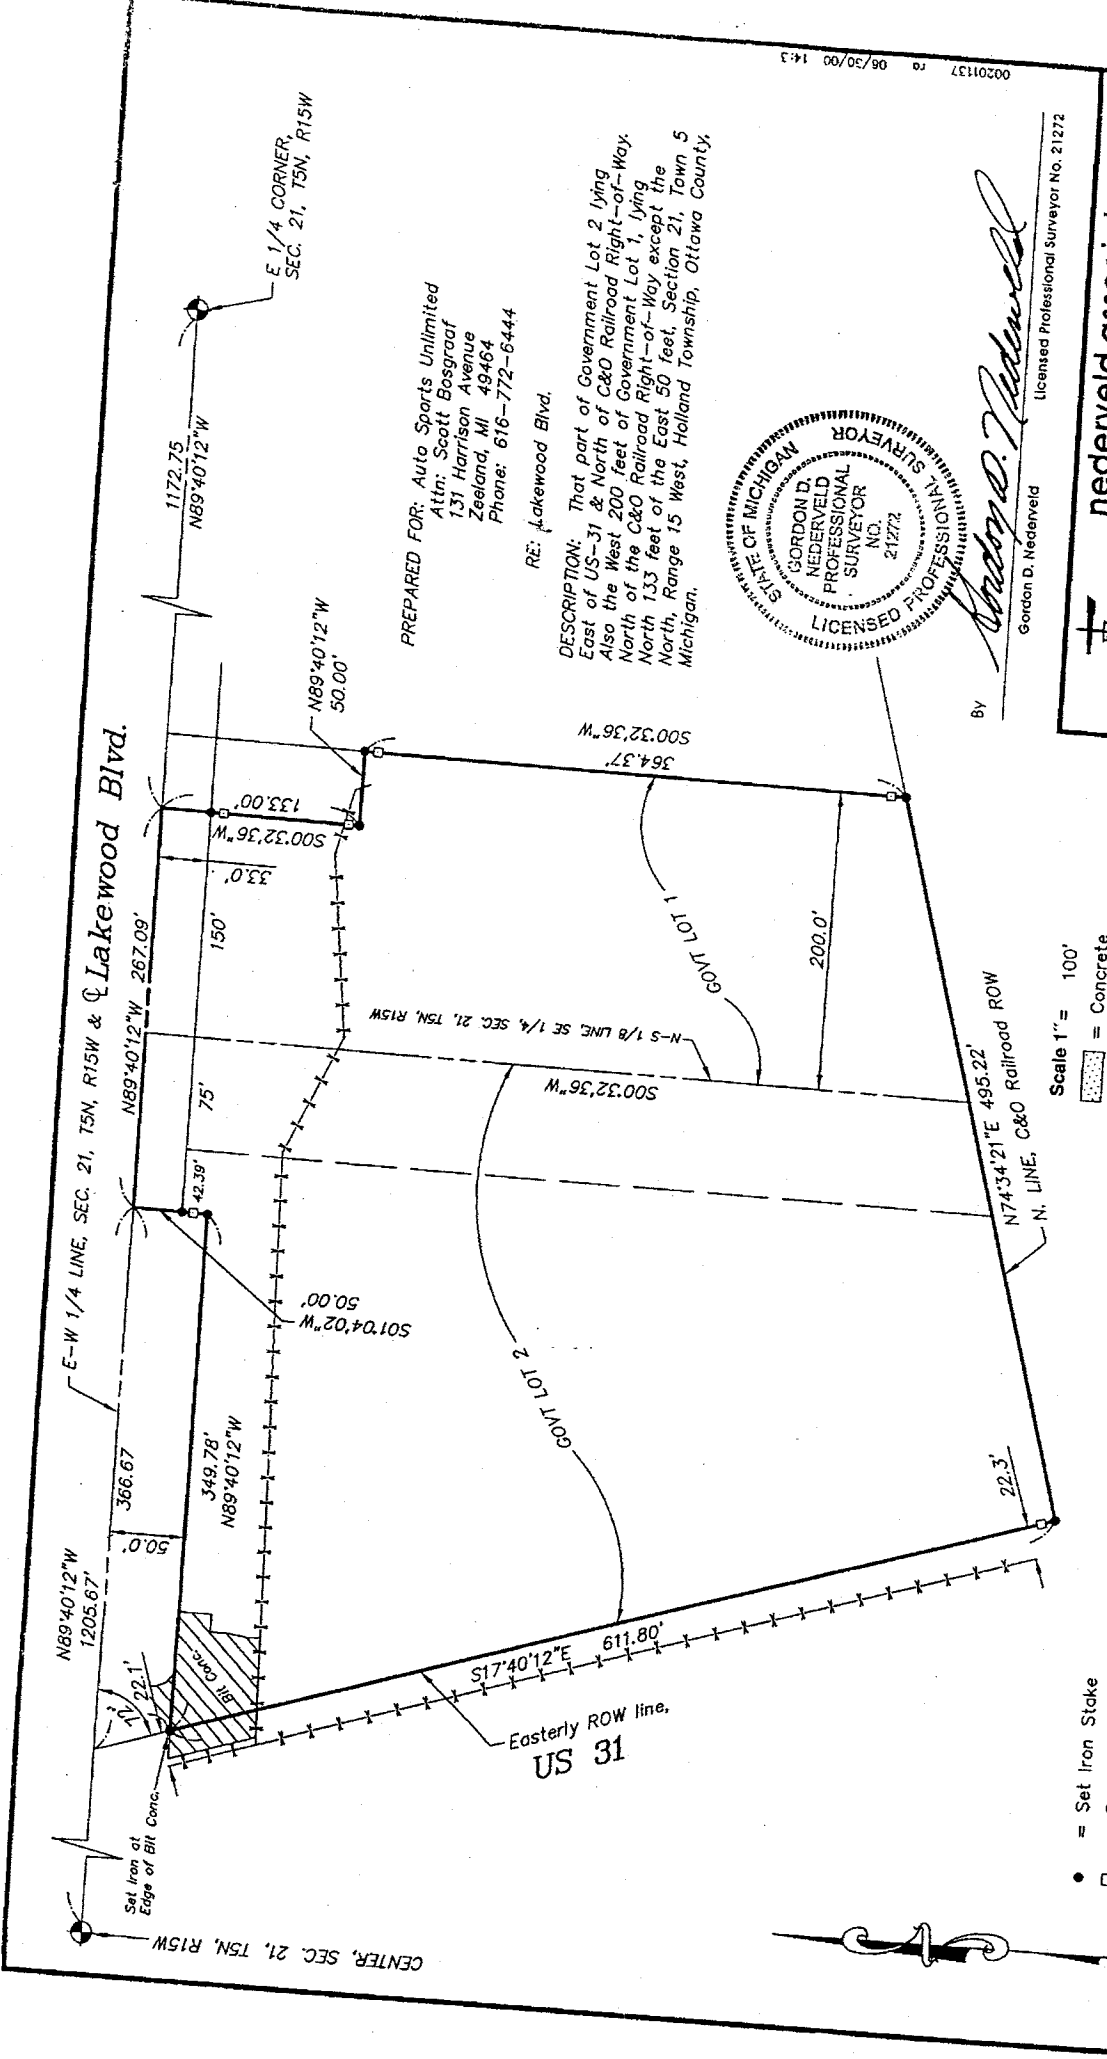 00201137 ra 06/30/00 14:3
E 1/4 CORNER,
SEC. 21, T5N, R15W
1172.75
N89°40'12"W
E-W 1/4 LINE, SEC. 21, T5N, R15W & ℄ Lakewood Blvd.
N89°40'12"W 267.09'
N89°40'12"W
1205.67'
366.67
50.0'
349.78'
N89°40'12"W
42.39'
75'
150'
33.0'
S00°32'36"W
133.00'
N89°40'12"W
50.00'
S01°04'02"W
50.00'
72
22.1'
Bit Conc.
Set Iron at
Edge of Bit Conc.
CENTER, SEC. 21, T5N, R15W
PREPARED FOR: Auto Sports Unlimited
Attn: Scott Bosgraaf
131 Harrison Avenue
Zeeland, MI 49464
Phone: 616-772-6444
RE: Lakewood Blvd.
DESCRIPTION: That part of Government Lot 2 lying
East of US-31 & North of C&O Railroad Right-of-Way.
Also the West 200 feet of Government Lot 1, lying
North of the C&O Railroad Right-of-Way except the
North 133 feet of the East 50 feet, Section 21, Town 5
North, Range 15 West, Holland Township, Ottawa County,
Michigan.
S00°32'36"W
364.37'
GOVT LOT 1
200.0'
N-S 1/8 LINE, SE 1/4, SEC. 21, T5N, R15W
S00°32'36"W
GOVT LOT 2
S17°40'12"E 611.80'
Easterly ROW line,
US 31
22.3'
N74°34'21"E 495.22'
N. LINE, C&O Railroad ROW
STATE OF MICHIGAN
GORDON D.
NEDERVELD
PROFESSIONAL
SURVEYOR
NO.
21272
LICENSED PROFESSIONAL SURVEYOR
By Gordon D. Nederveld
Gordon D. Nederveld Licensed Professional Surveyor No. 21272
Scale 1"= 100'
= Concrete
= Set Iron Stake